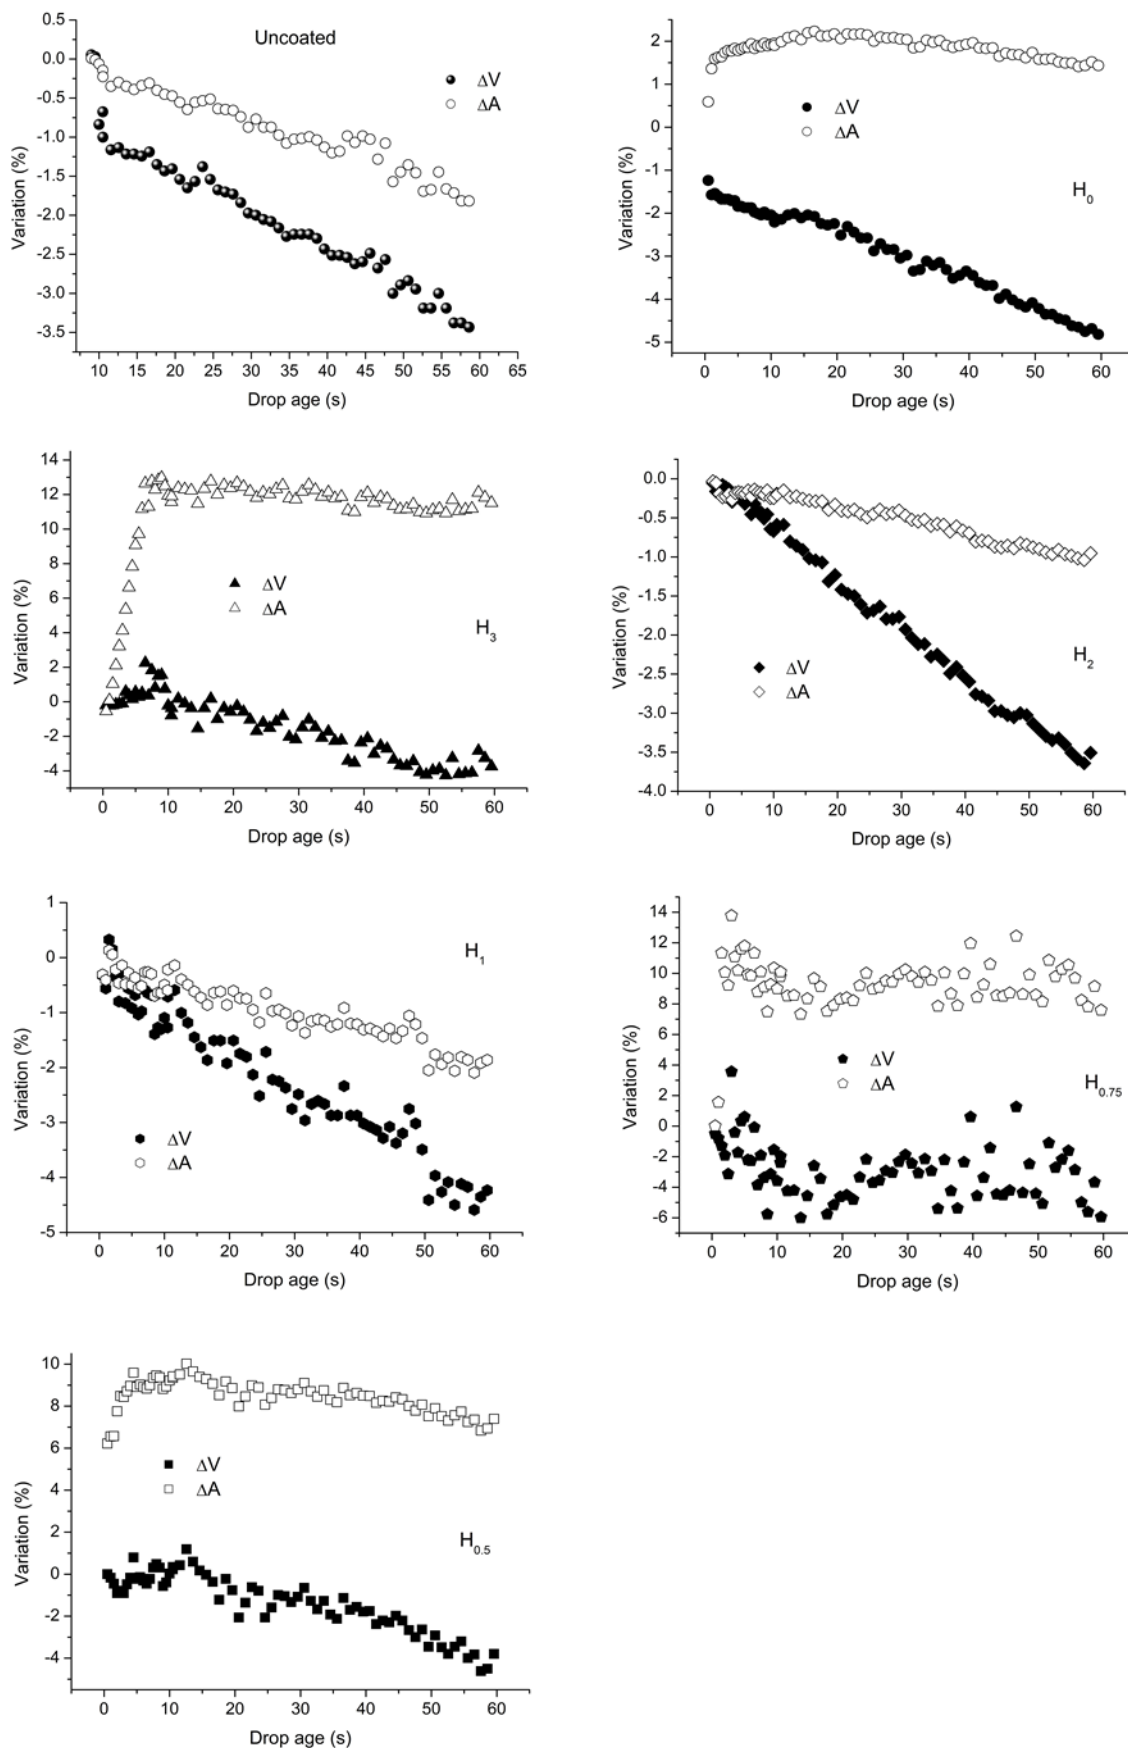 Uncoated
ΔV
ΔA
Variation (%)
0.5
0.0
-0.5
-1.0
-1.5
-2.0
-2.5
-3.0
-3.5
10 15 20 25 30 35 40 45 50 55 60 65
Drop age (s)
H0
ΔV
ΔA
Variation (%)
2
1
0
-1
-2
-3
-4
-5
0 10 20 30 40 50 60
Drop age (s)
H3
ΔV
ΔA
Variation (%)
14
12
10
8
6
4
2
0
-2
-4
0 10 20 30 40 50 60
Drop age (s)
H2
ΔV
ΔA
Variation (%)
0.0
-0.5
-1.0
-1.5
-2.0
-2.5
-3.0
-3.5
-4.0
0 10 20 30 40 50 60
Drop age (s)
H1
ΔV
ΔA
Variation (%)
1
0
-1
-2
-3
-4
-5
0 10 20 30 40 50 60
Drop age (s)
H0.75
ΔV
ΔA
Variation (%)
14
12
10
8
6
4
2
0
-2
-4
-6
0 10 20 30 40 50 60
Drop age (s)
H0.5
ΔV
ΔA
Variation (%)
10
8
6
4
2
0
-2
-4
0 10 20 30 40 50 60
Drop age (s)